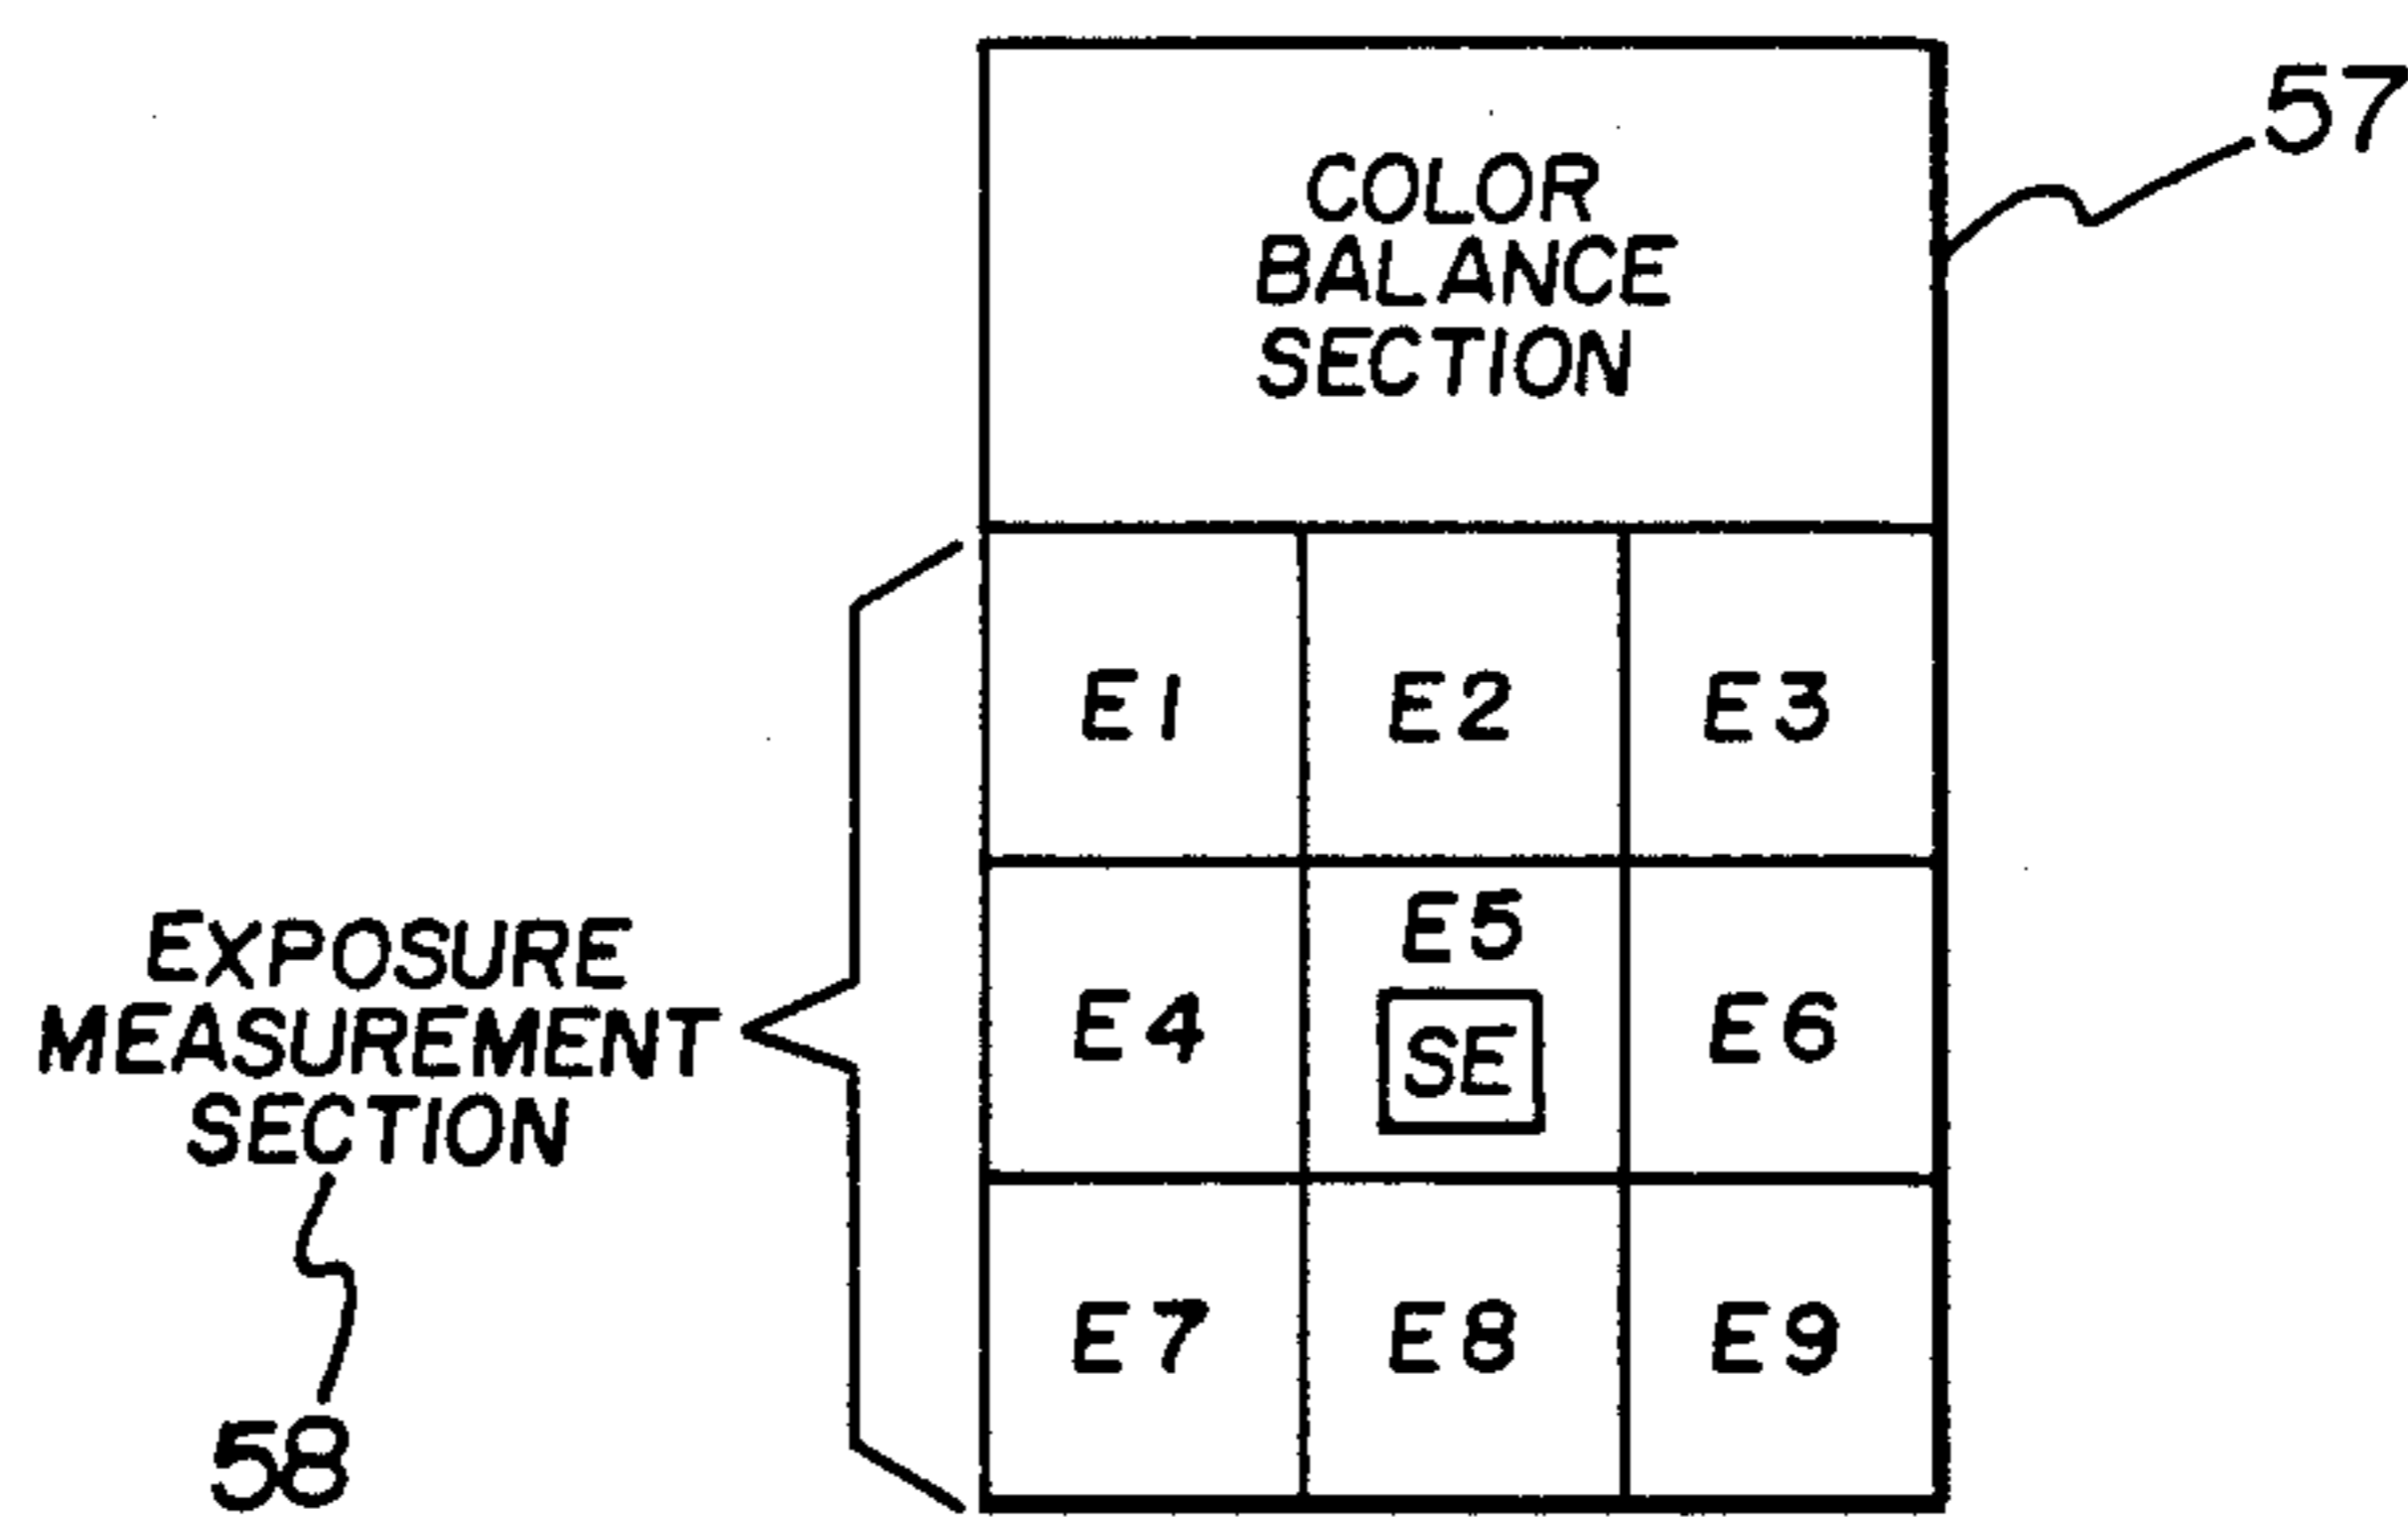 57
COLOR
BALANCE
SECTION
E1 E2 E3
EXPOSURE
MEASUREMENT
SECTION
E4 E5 E6
SE
E7 E8 E9
58